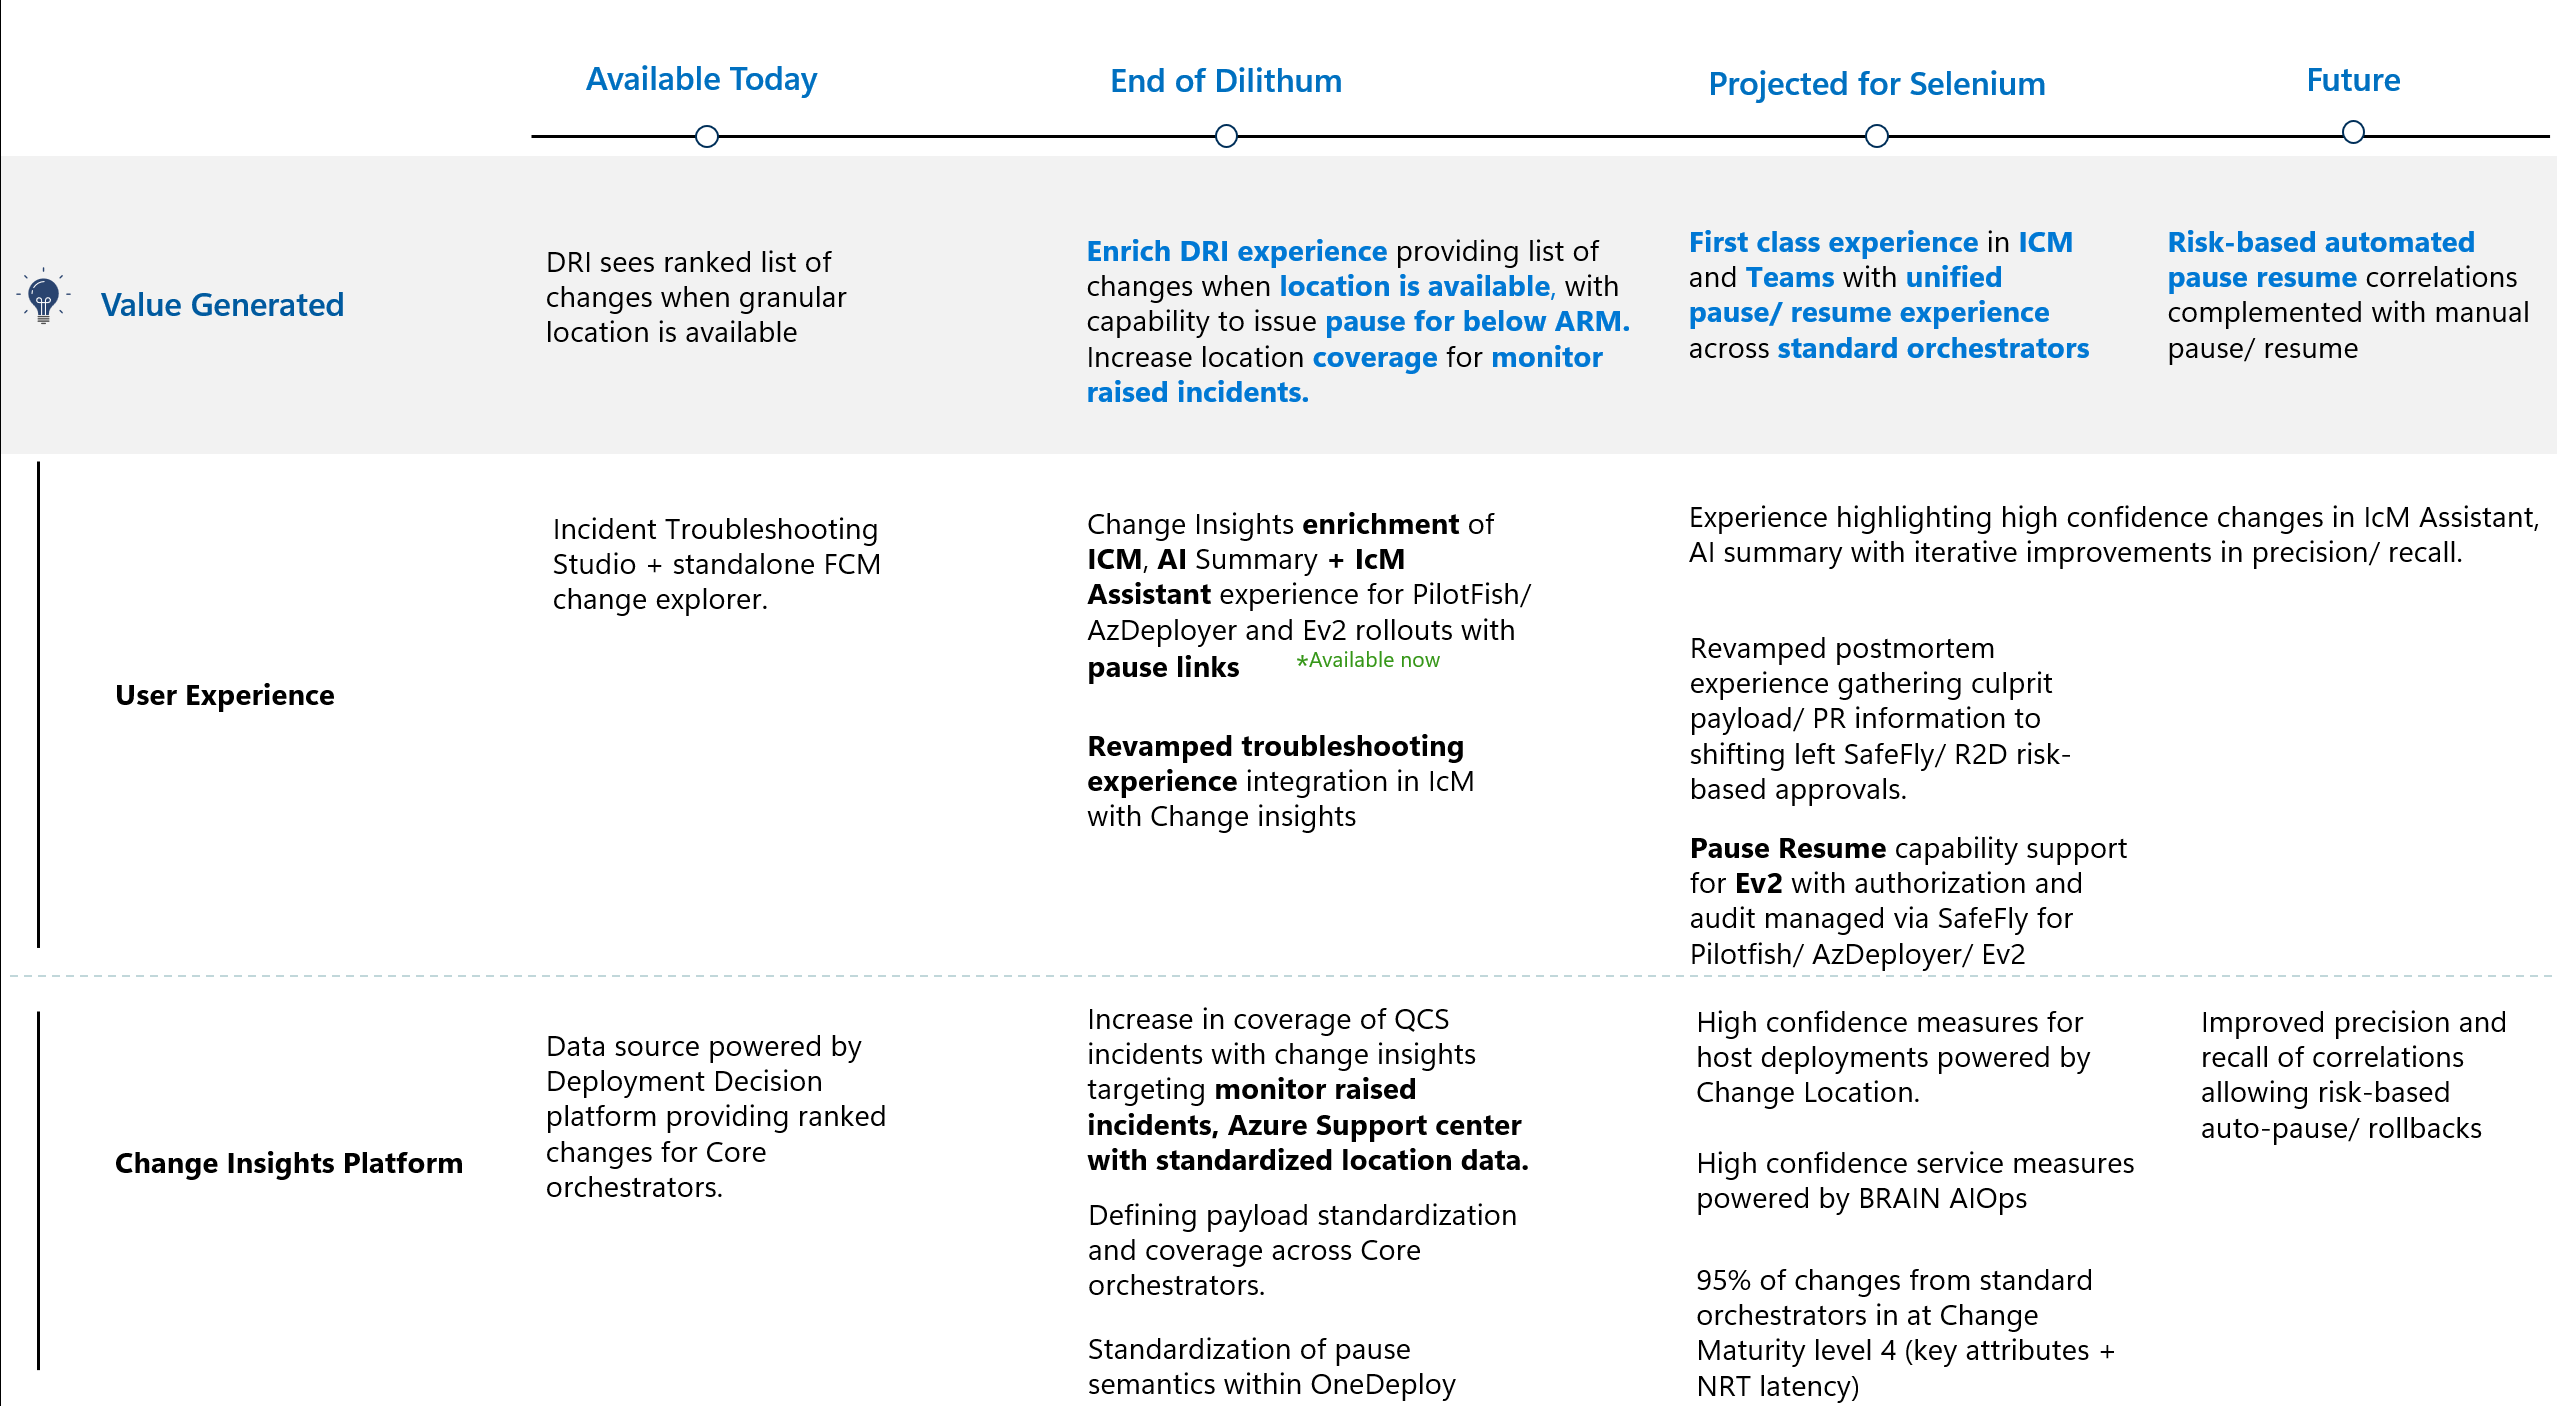 Available Today
End of Dilithum
Projected for Selenium
Future
Value Generated
DRI sees ranked list of
changes when granular
location is available
Enrich DRI experience providing list of
changes when location is available, with
capability to issue pause for below ARM.
Increase location coverage for monitor
raised incidents.
First class experience in ICM
and Teams with unified
pause/ resume experience
across standard orchestrators
Risk-based automated
pause resume correlations
complemented with manual
pause/ resume
User Experience
Incident Troubleshooting
Studio + standalone FCM
change explorer.
Change Insights enrichment of
ICM, AI Summary + IcM
Assistant experience for PilotFish/
AzDeployer and Ev2 rollouts with
pause links
*Available now
Revamped troubleshooting
experience integration in IcM
with Change insights
Experience highlighting high confidence changes in IcM Assistant,
AI summary with iterative improvements in precision/ recall.
Revamped postmortem
experience gathering culprit
payload/ PR information to
shifting left SafeFly/ R2D risk-
based approvals.
Pause Resume capability support
for Ev2 with authorization and
audit managed via SafeFly for
Pilotfish/ AzDeployer/ Ev2
Change Insights Platform
Data source powered by
Deployment Decision
platform providing ranked
changes for Core
orchestrators.
Increase in coverage of QCS
incidents with change insights
targeting monitor raised
incidents, Azure Support center
with standardized location data.
Defining payload standardization
and coverage across Core
orchestrators.
Standardization of pause
semantics within OneDeploy
High confidence measures for
host deployments powered by
Change Location.
High confidence service measures
powered by BRAIN AIOps
95% of changes from standard
orchestrators in at Change
Maturity level 4 (key attributes +
NRT latency)
Improved precision and
recall of correlations
allowing risk-based
auto-pause/ rollbacks